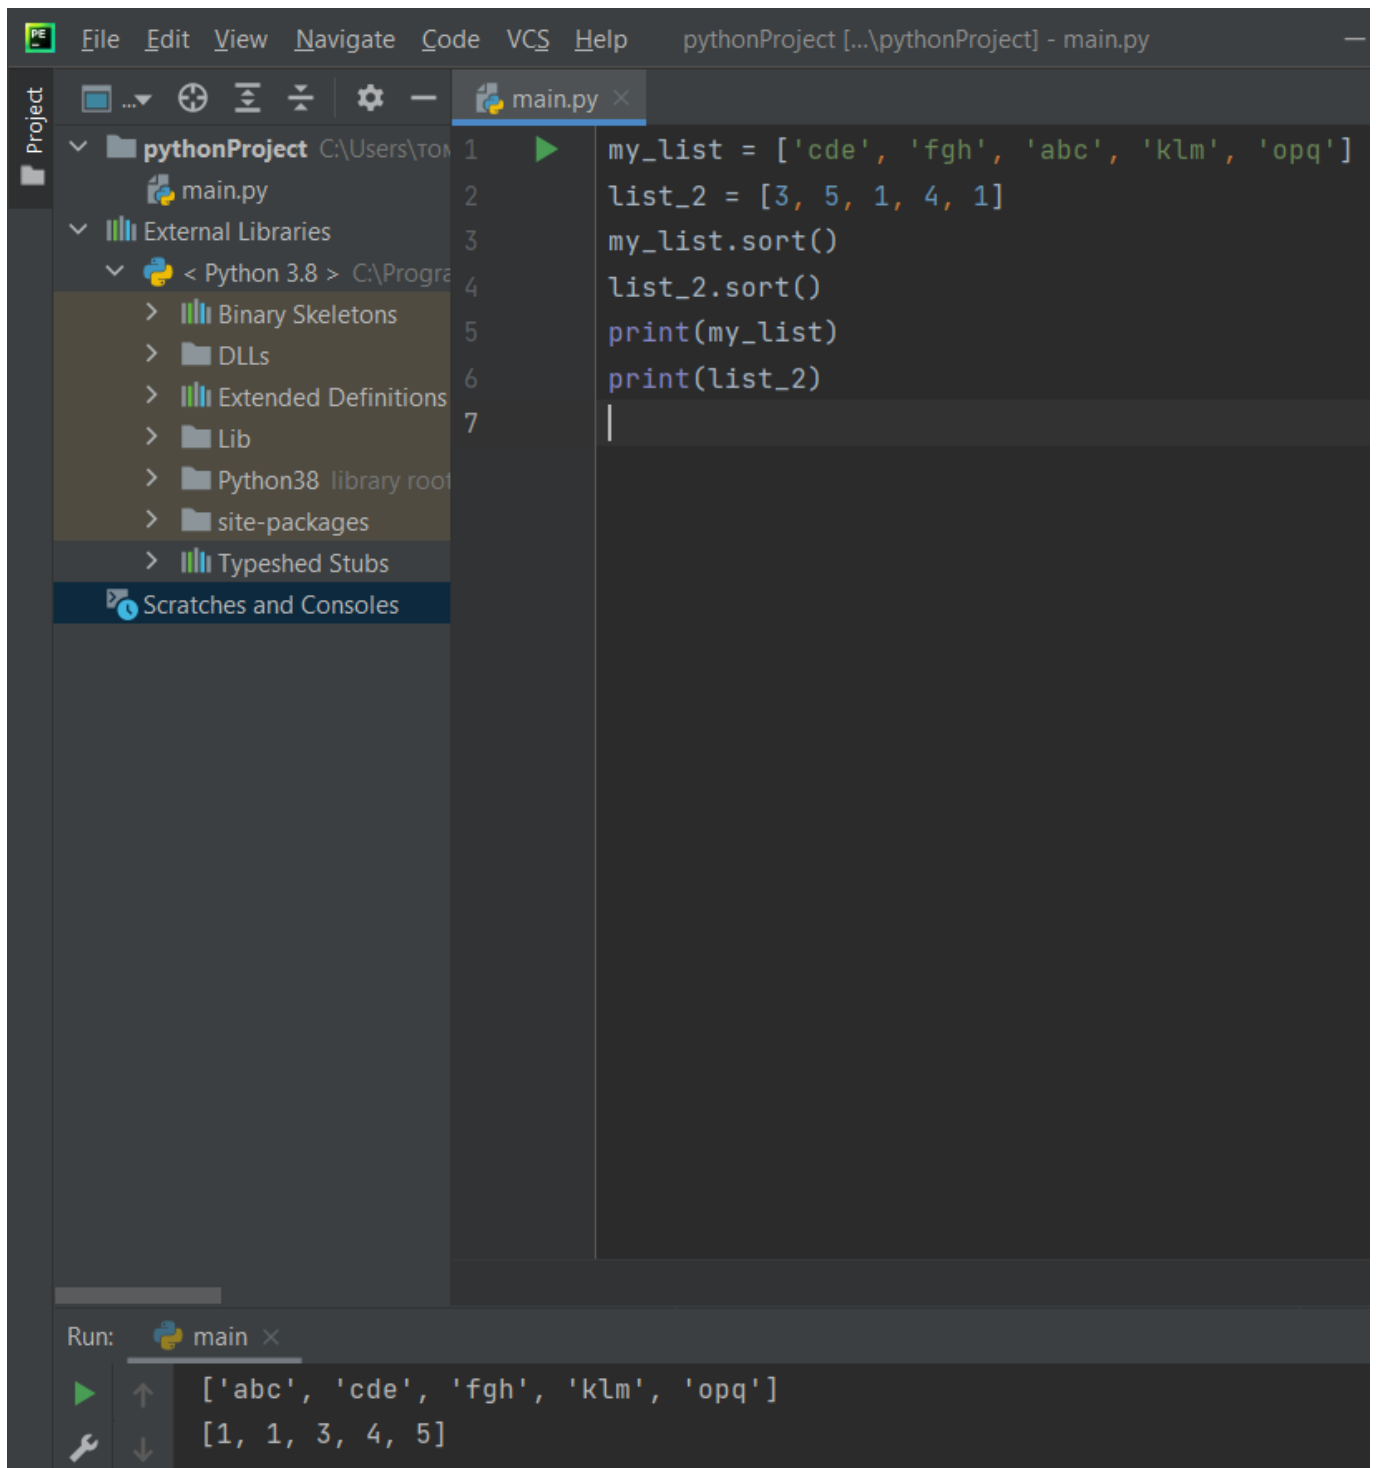 PE File Edit View Navigate Code VCS Help pythonProject [...\pythonProject] - main.py
Project
... main.py
pythonProject C:\Users\том
main.py
External Libraries
< Python 3.8 > C:\Progra
Binary Skeletons
DLLs
Extended Definitions
Lib
Python38 library root
site-packages
Typeshed Stubs
Scratches and Consoles
1 my_list = ['cde', 'fgh', 'abc', 'klm', 'opq']
2 list_2 = [3, 5, 1, 4, 1]
3 my_list.sort()
4 list_2.sort()
5 print(my_list)
6 print(list_2)
7
Run: main
['abc', 'cde', 'fgh', 'klm', 'opq']
[1, 1, 3, 4, 5]